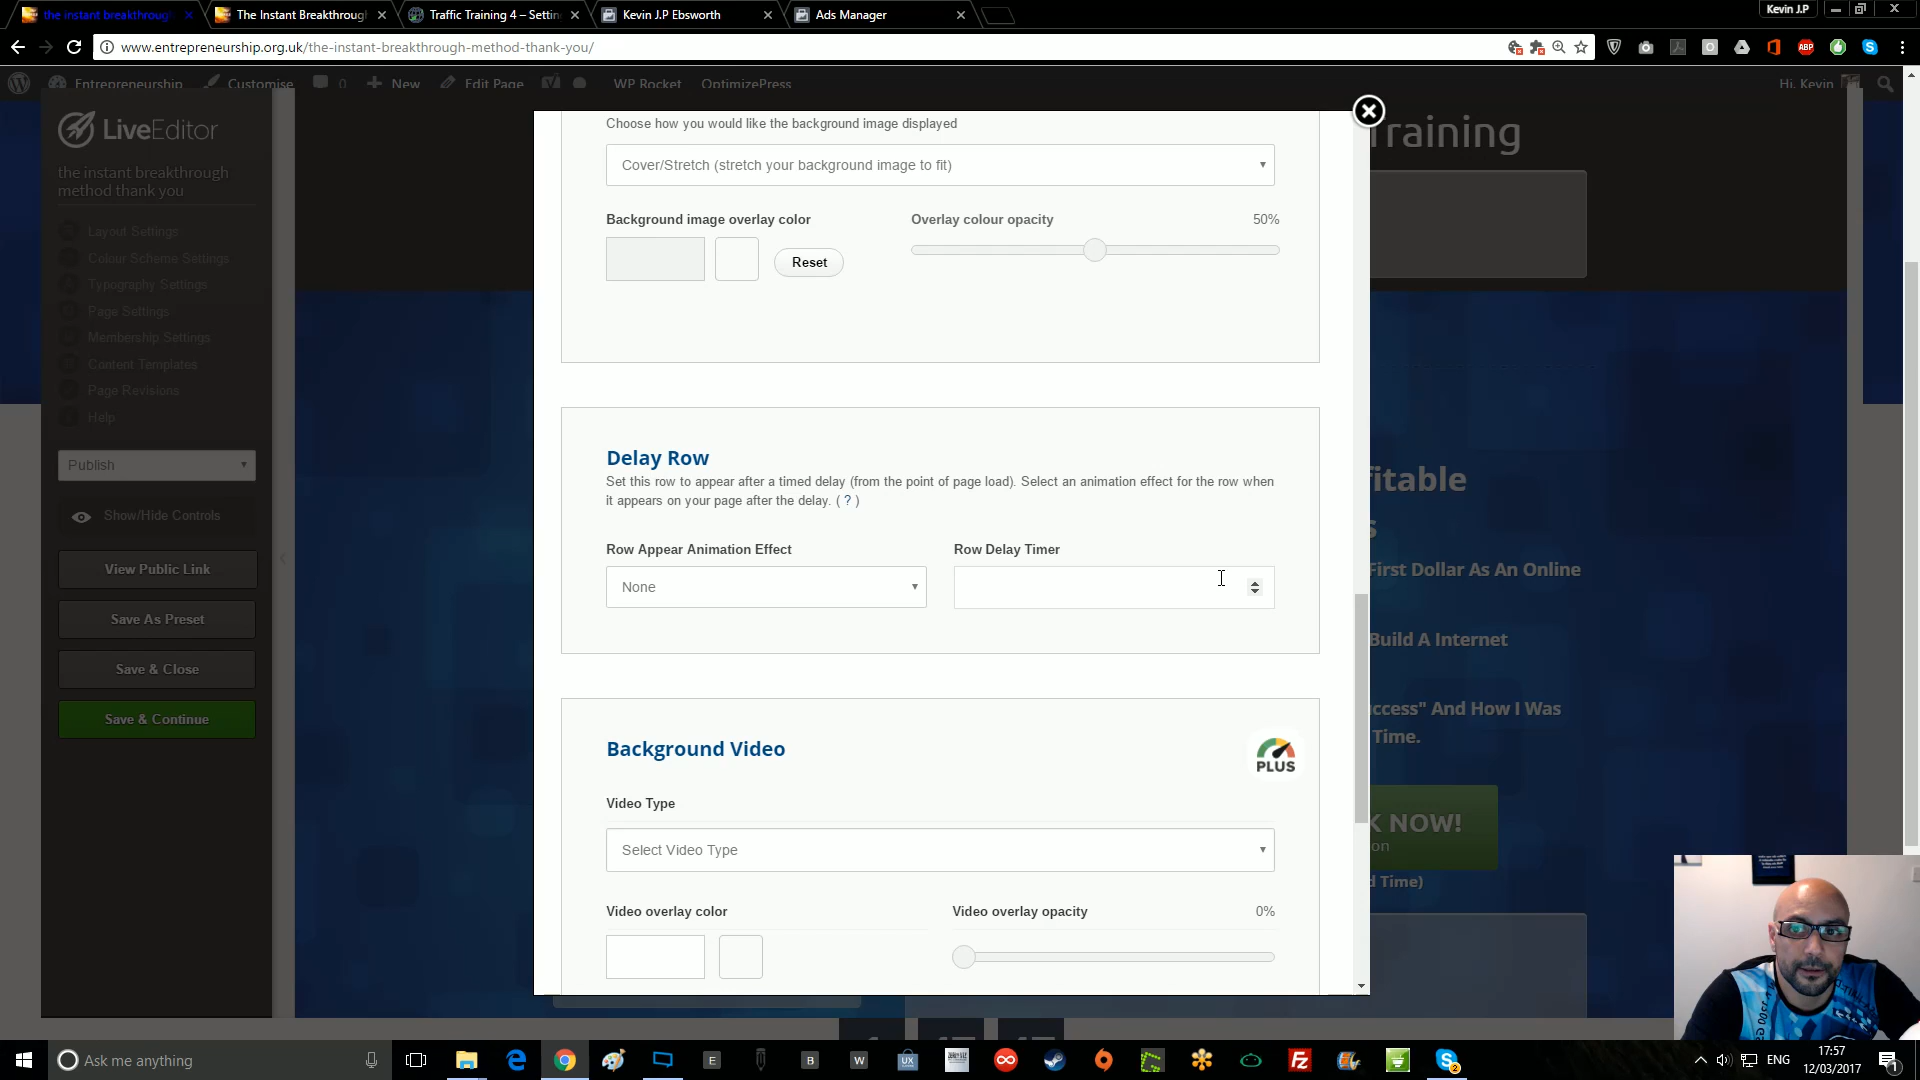 the instant breakthrough
The Instant Breakthroug
Traffic Training 4 – Settin
Kevin J.P Ebsworth
Ads Manager
Kevin J.P
www.entrepreneurship.org.uk/the-instant-breakthrough-method-thank-you/
ABP
Entrepreneurship
Customise
0
New
Edit Page
WP Rocket
OptimizePress
Hi, Kevin
LiveEditor
the instant breakthrough
method thank you
Layout Settings
Colour Scheme Settings
Typography Settings
Page Settings
Membership Settings
Content Templates
Page Revisions
Help
Publish
Show/Hide Controls
View Public Link
Save As Preset
Save & Close
Save & Continue
Choose how you would like the background image displayed
Cover/Stretch (stretch your background image to fit)
Background image overlay color
Overlay colour opacity
50%
Reset
Delay Row
Set this row to appear after a timed delay (from the point of page load). Select an animation effect for the row when
it appears on your page after the delay. ( ? )
Row Appear Animation Effect
Row Delay Timer
None
Background Video
PLUS
Video Type
Select Video Type
Video overlay color
Video overlay opacity
0%
Training
fitable
First Dollar As An Online
Build A Internet
ccess" And How I Was
Time.
K NOW!
on
d Time)
Ask me anything
E
B
W
UX
2
ENG
17:57
12/03/2017
1